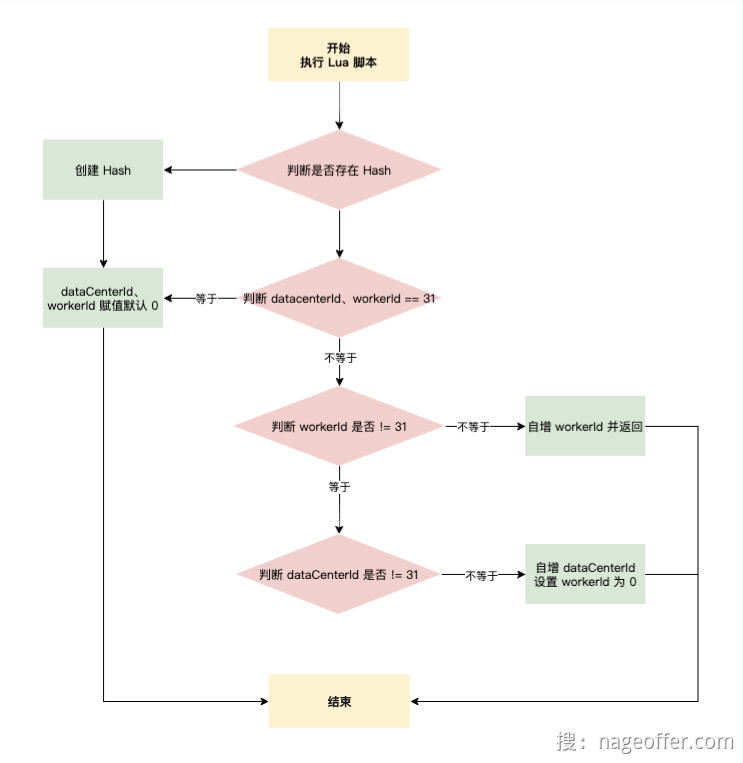 开始
执行 Lua 脚本
创建 Hash
判断是否存在 Hash
dataCenterId、
workerId 赋值默认 0
等于
判断 datacenterId、workerId == 31
不等于
判断 workerId 是否 != 31
不等于
自增 workerId 并返回
等于
判断 dataCenterId 是否 != 31
不等于
自增 dataCenterId
设置 workerId 为 0
结束
搜：nageoffer.com